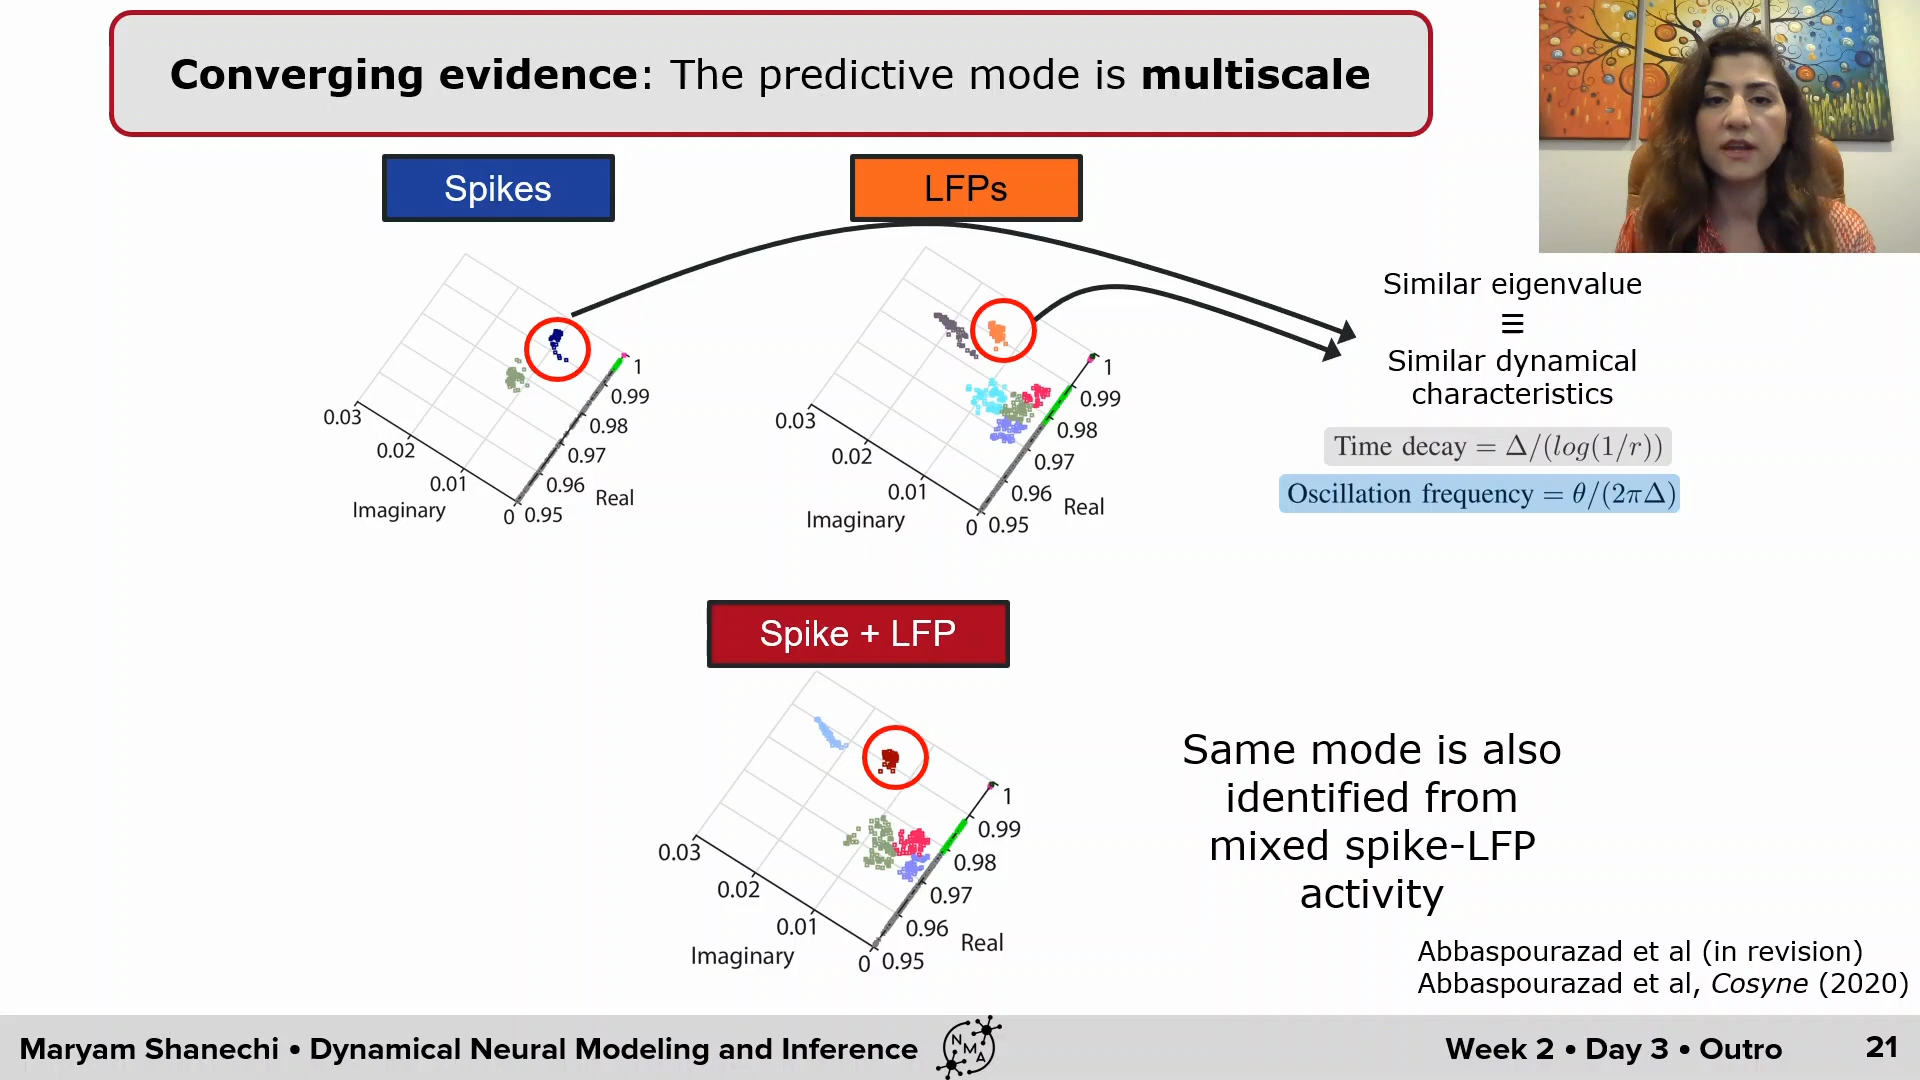 Converging evidence: The predictive mode is multiscale
Spikes
LFPs
1
0.99
0.98
0.97
0.96
0.95
Real
0.03
0.02
0.01
0
Imaginary
1
0.99
0.98
0.97
0.96
0.95
Real
0.03
0.02
0.01
0
Imaginary
Similar eigenvalue
≡
Similar dynamical
characteristics
Time decay = Δ/(log(1/r))
Oscillation frequency = θ/(2πΔ)
Spike + LFP
1
0.99
0.98
0.97
0.96
0.95
Real
0.03
0.02
0.01
0
Imaginary
Same mode is also
identified from
mixed spike-LFP
activity
Abbaspourazad et al (in revision)
Abbaspourazad et al, Cosyne (2020)
Maryam Shanechi • Dynamical Neural Modeling and Inference
NMA
Week 2 • Day 3 • Outro
21